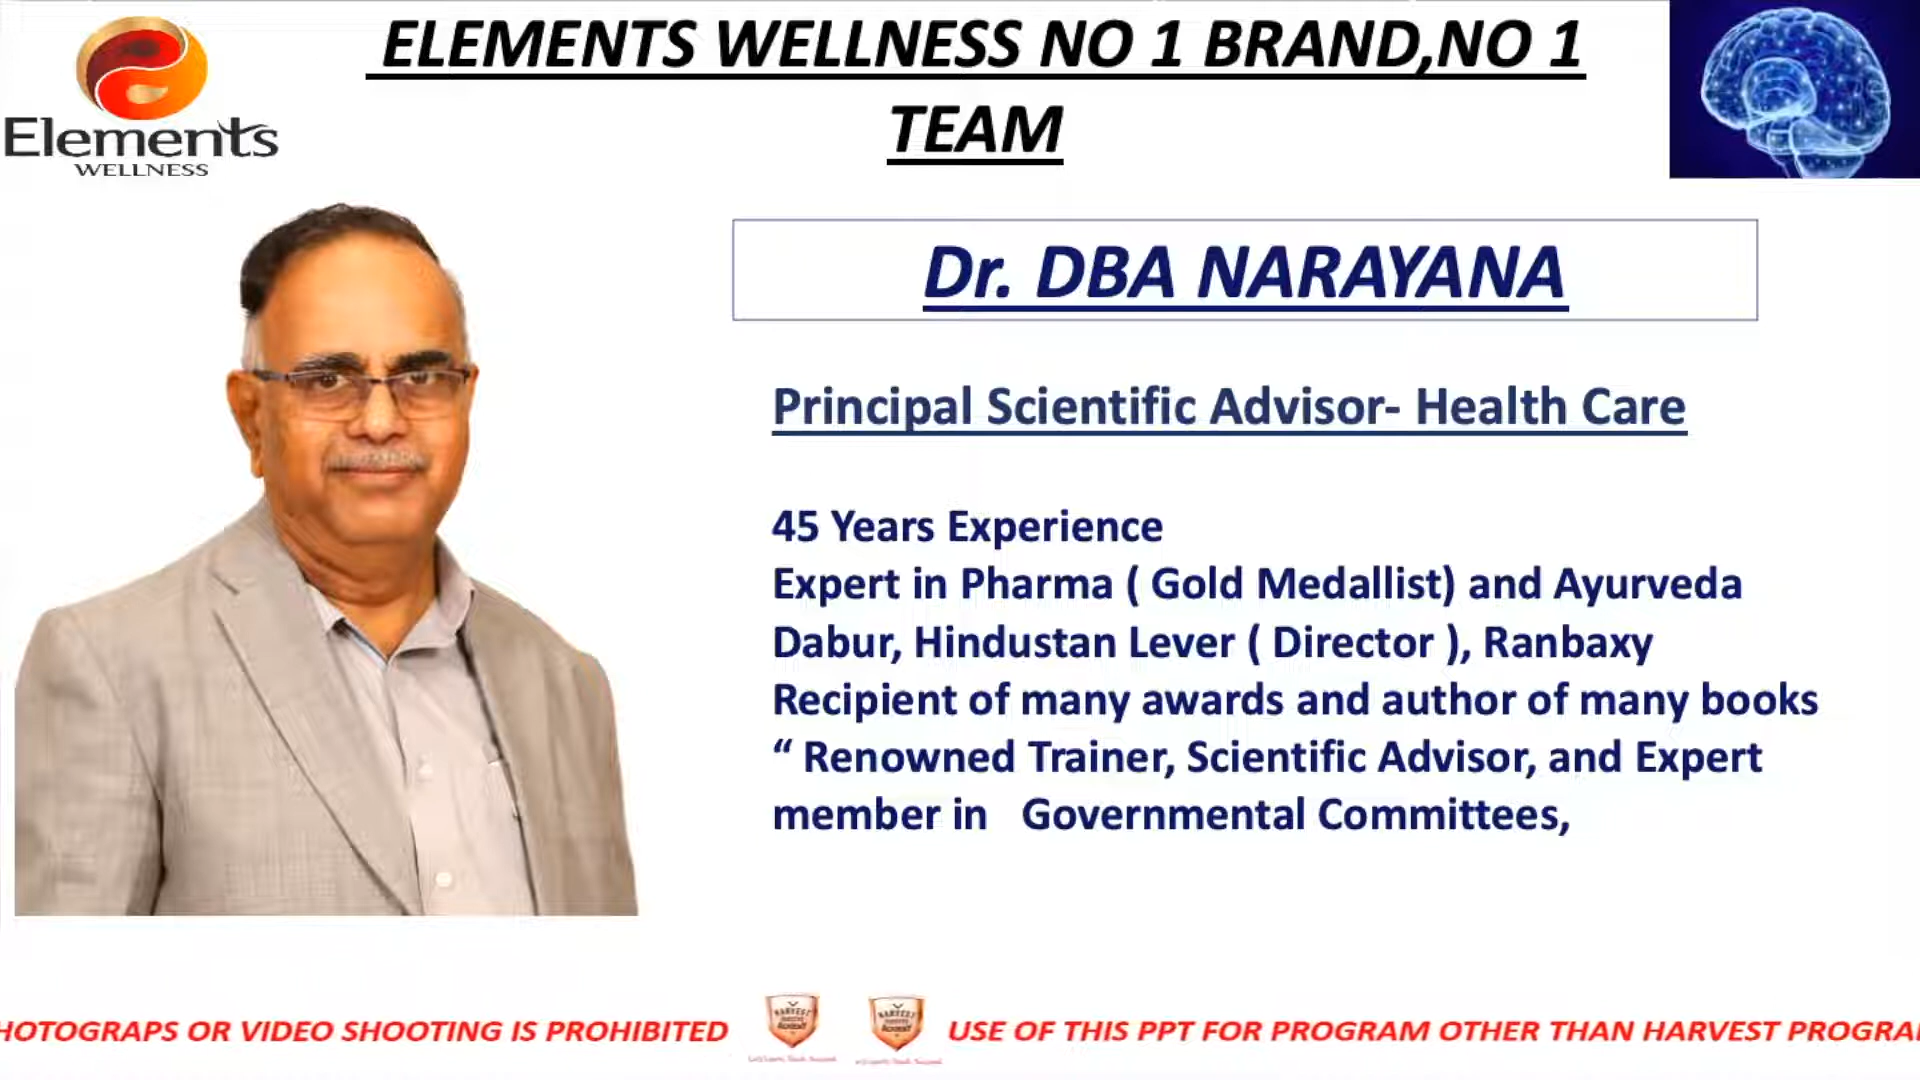 Elements
WELLNESS
ELEMENTS WELLNESS NO 1 BRAND,NO 1
TEAM
Dr. DBA NARAYANA
Principal Scientific Advisor- Health Care
45 Years Experience
Expert in Pharma ( Gold Medallist) and Ayurveda
Dabur, Hindustan Lever ( Director ), Ranbaxy
Recipient of many awards and author of many books
“ Renowned Trainer, Scientific Advisor, and Expert
member in Governmental Committees,
HOTOGRAPS OR VIDEO SHOOTING IS PROHIBITED
HARVEST
HARVEST
USE OF THIS PPT FOR PROGRAM OTHER THAN HARVEST PROGRA